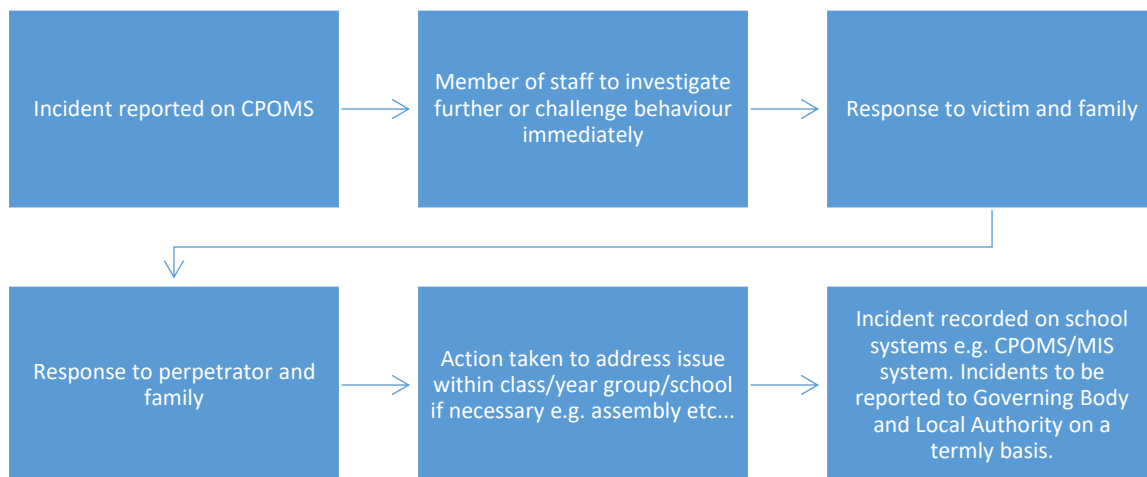 Incident reported on CPOMS
Member of staff to investigate
further or challenge behaviour
immediately
Response to victim and family
Response to perpetrator and
family
Action taken to address issue
within class/year group/school
if necessary e.g. assembly etc...
Incident recorded on school
systems e.g. CPOMS/MIS
system. Incidents to be
reported to Governing Body
and Local Authority on a
termly basis.